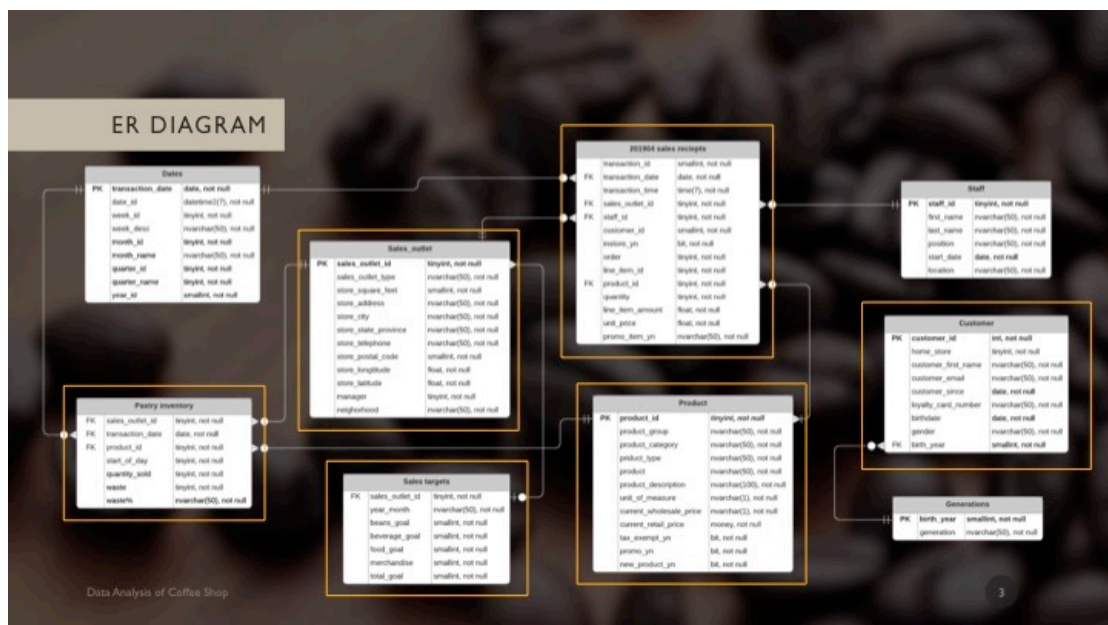 ER DIAGRAM
Dates
PK transaction_date date, not null
date_id datetime2(7), not null
week_id tinyint, not null
week_desc nvarchar(50), not null
month_id tinyint, not null
month_name nvarchar(50), not null
quarter_id tinyint, not null
quarter_name tinyint, not null
year_id smallint, not null
Sales_outlet
PK sales_outlet_id tinyint, not null
sales_outlet_type nvarchar(50), not null
store_square_feet smallint, not null
store_address nvarchar(50), not null
store_city nvarchar(50), not null
store_state_province nvarchar(50), not null
store_telephone nvarchar(50), not null
store_postal_code smallint, not null
store_longtitude float, not null
store_latitude float, not null
manager tinyint, not null
neighorhood nvarchar(50), not null
201904 sales reciepts
transaction_id smallint, not null
FK transaction_date date, not null
transaction_time time(7), not null
FK sales_outlet_id tinyint, not null
FK staff_id tinyint, not null
customer_id smallint, not null
instore_yn bit, not null
order tinyint, not null
line_item_id tinyint, not null
FK product_id tinyint, not null
quantity tinyint, not null
line_item_amount float, not null
unit_price float, not null
promo_item_yn nvarchar(50), not null
Staff
PK staff_id tinyint, not null
first_name nvarchar(50), not null
last_name nvarchar(50), not null
position nvarchar(50), not null
start_date date, not null
location nvarchar(50), not null
Customer
PK customer_id int, not null
home_store tinyint, not null
customer_first_name nvarchar(50), not null
customer_email nvarchar(50), not null
customer_since date, not null
loyalty_card_number nvarchar(50), not null
birthdate date, not null
gender nvarchar(50), not null
FK birth_year smallint, not null
Pastry inventory
FK sales_outlet_id tinyint, not null
FK transaction_date date, not null
FK product_id tinyint, not null
start_of_day tinyint, not null
quantity_sold tinyint, not null
waste tinyint, not null
waste% nvarchar(50), not null
Sales targets
FK sales_outlet_id tinyint, not null
year_month nvarchar(50), not null
beans_goal smallint, not null
beverage_goal smallint, not null
food_goal smallint, not null
merchandise smallint, not null
total_goal smallint, not null
Product
PK product_id tinyint, not null
product_group nvarchar(50), not null
product_category nvarchar(50), not null
priduct_type nvarchar(50), not null
product nvarchar(50), not null
product_description nvarchar(100), not null
unit_of_measure nvarchar(1), not null
current_wholesale_price nvarchar(1), not null
current_retail_price money, not null
tax_exempt_yn bit, not null
promo_yn bit, not null
new_product_yn bit, not null
Generations
PK birth_year smallint, not null
generation nvarchar(50), not null
Data Analysis of Coffee Shop
3